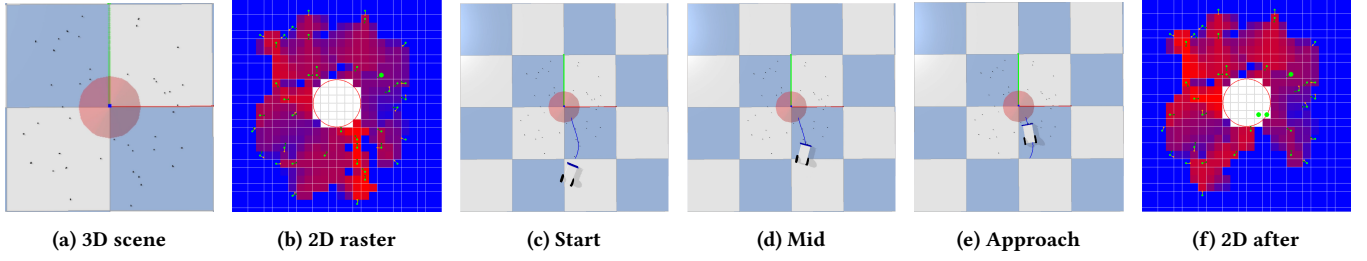 (a) 3D scene
(b) 2D raster
(c) Start
(d) Mid
(e) Approach
(f) 2D after